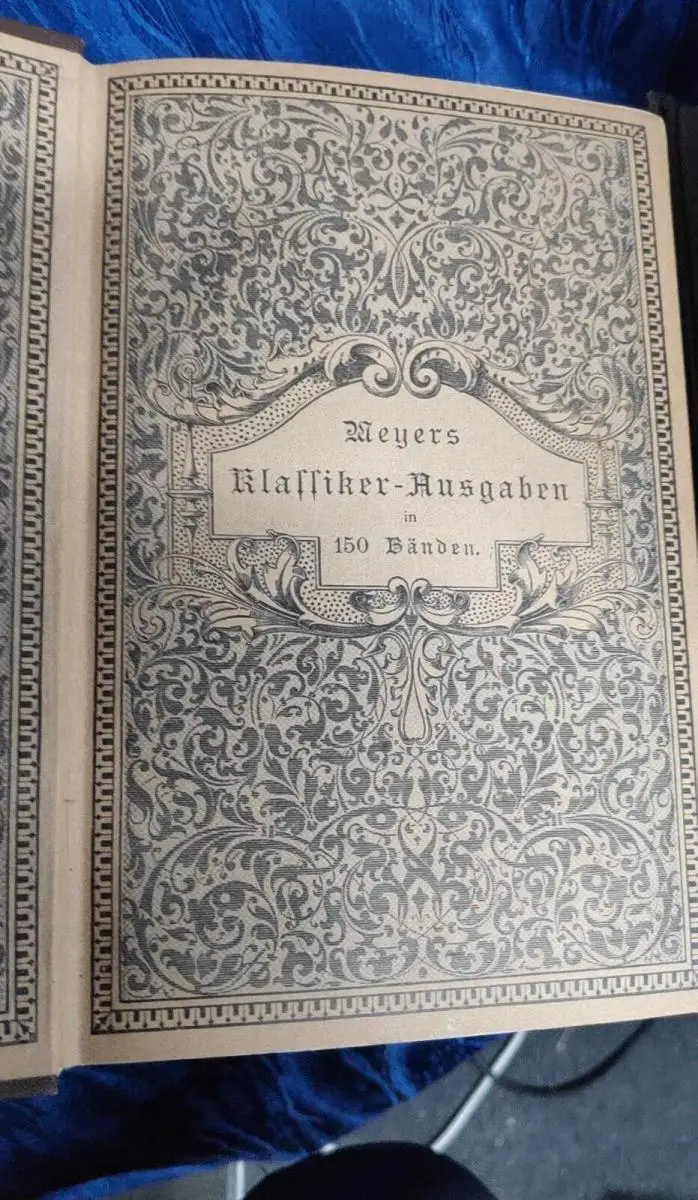 Meyers
Klaſſiker-Ausgaben
in
150 Bänden.